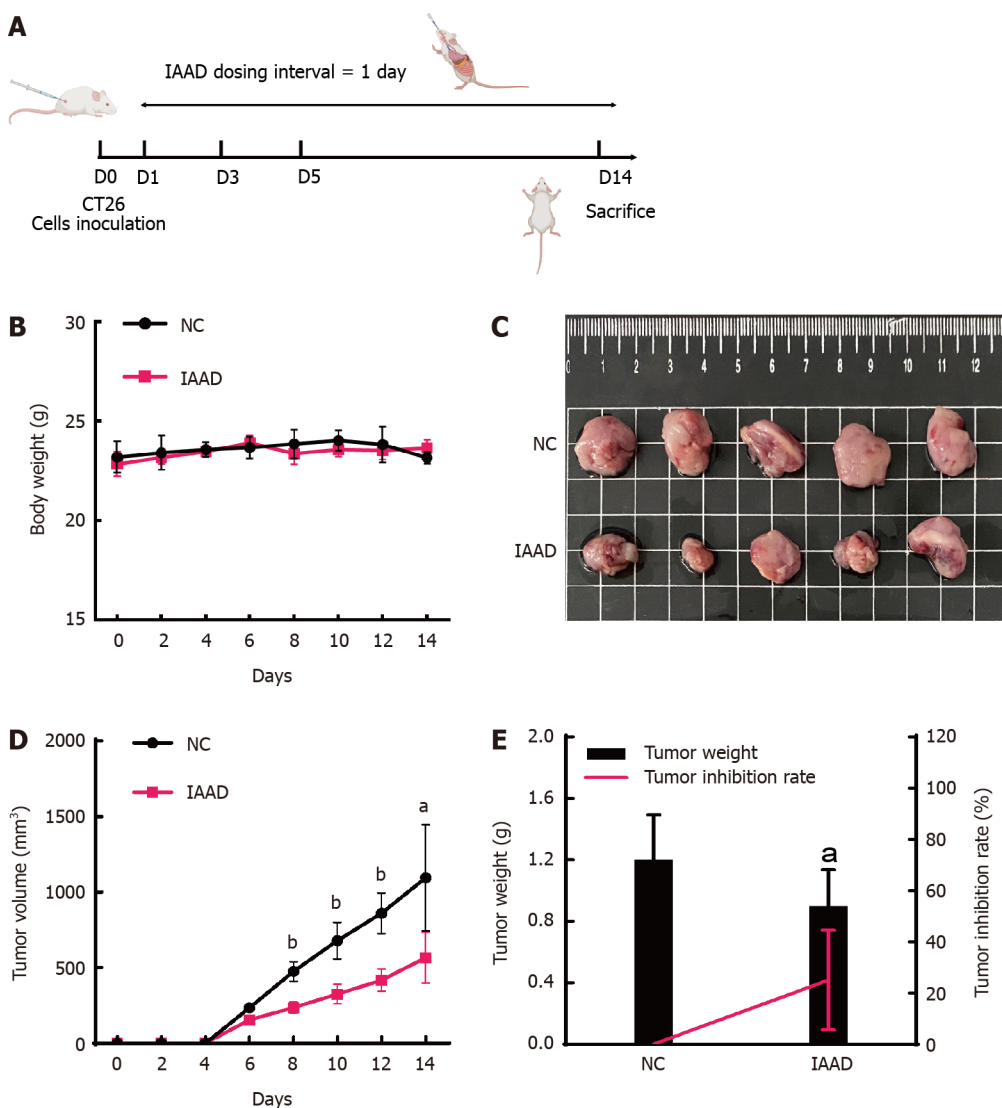 A
IAAD dosing interval = 1 day
D0
D1
D3
D5
D14
CT26
Cells inoculation
Sacrifice
B
NC
IAAD
Body weight (g)
30
25
20
15
0 2 4 6 8 10 12 14
Days
C
0 1 2 3 4 5 6 7 8 9 10 11 12
NC
IAAD
D
NC
IAAD
Tumor volume (mm³)
2000
1500
1000
500
0
b
b
b
a
0 2 4 6 8 10 12 14
Days
E
Tumor weight
Tumor inhibition rate
Tumor weight (g)
2.0
1.6
1.2
0.8
0.4
0.0
a
Tumor inhibition rate (%)
120
100
80
60
40
20
0
NC
IAAD